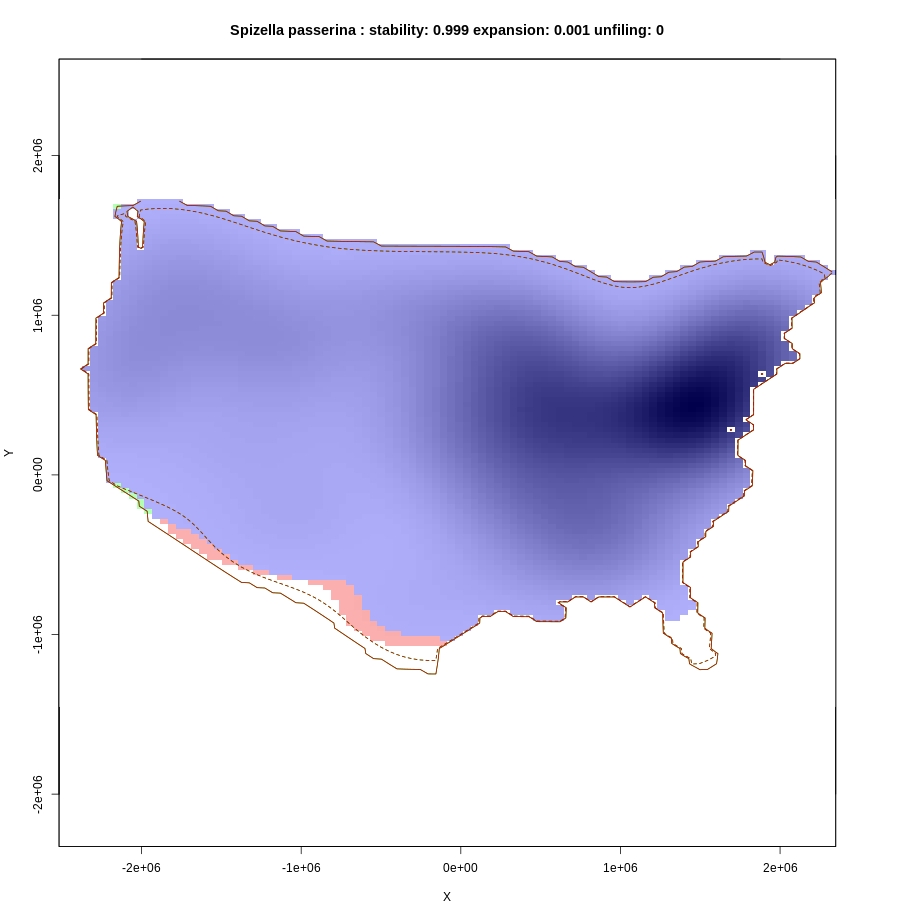 Spizella passerina : stability: 0.999 expansion: 0.001 unfiling: 0
2e+06
1e+06
0e+00
-1e+06
-2e+06
Y
-2e+06 -1e+06 0e+00 1e+06 2e+06
X